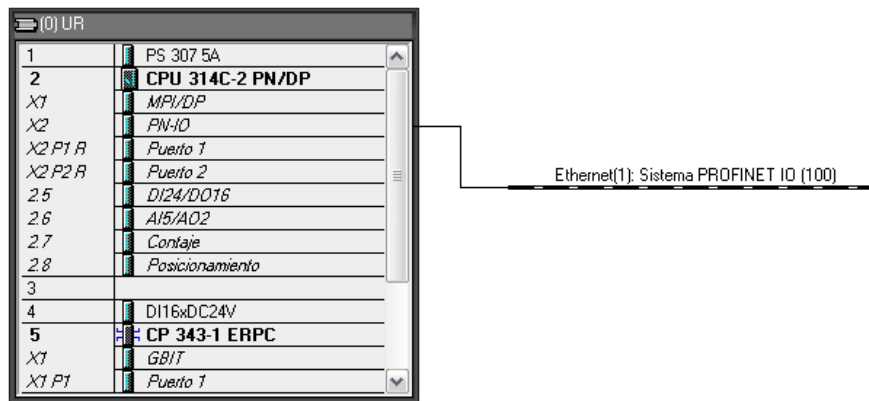 (0) UR
1 PS 307 5A
2 CPU 314C-2 PN/DP
X1 MPI/DP
X2 PN-IO
X2 P1 R Puerto 1
X2 P2 R Puerto 2
2.5 DI24/DO16
2.6 AI5/AO2
2.7 Contaje
2.8 Posicionamiento
3
4 DI16xDC24V
5 CP 343-1 ERPC
X1 GBIT
X1 P1 Puerto 1
Ethernet(1): Sistema PROFINET IO (100)